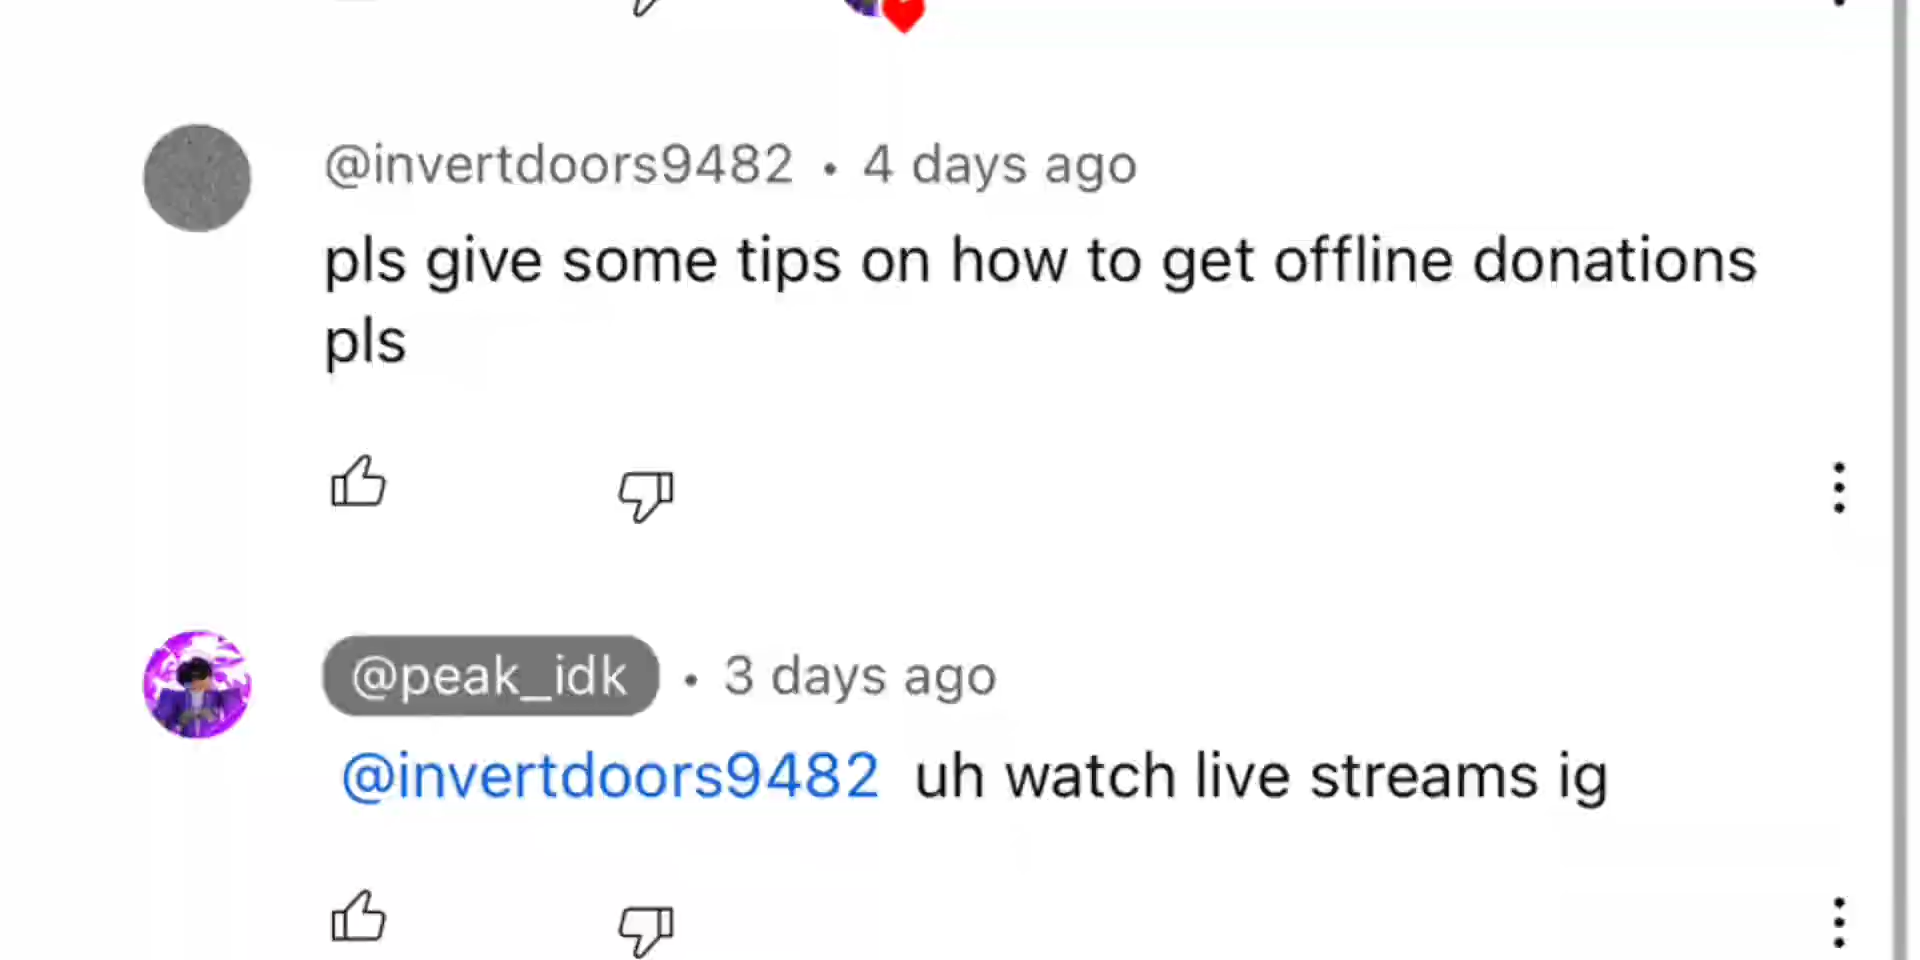 @invertdoors9482 • 4 days ago
pls give some tips on how to get offline donations
pls
@peak_idk • 3 days ago
@invertdoors9482 uh watch live streams ig